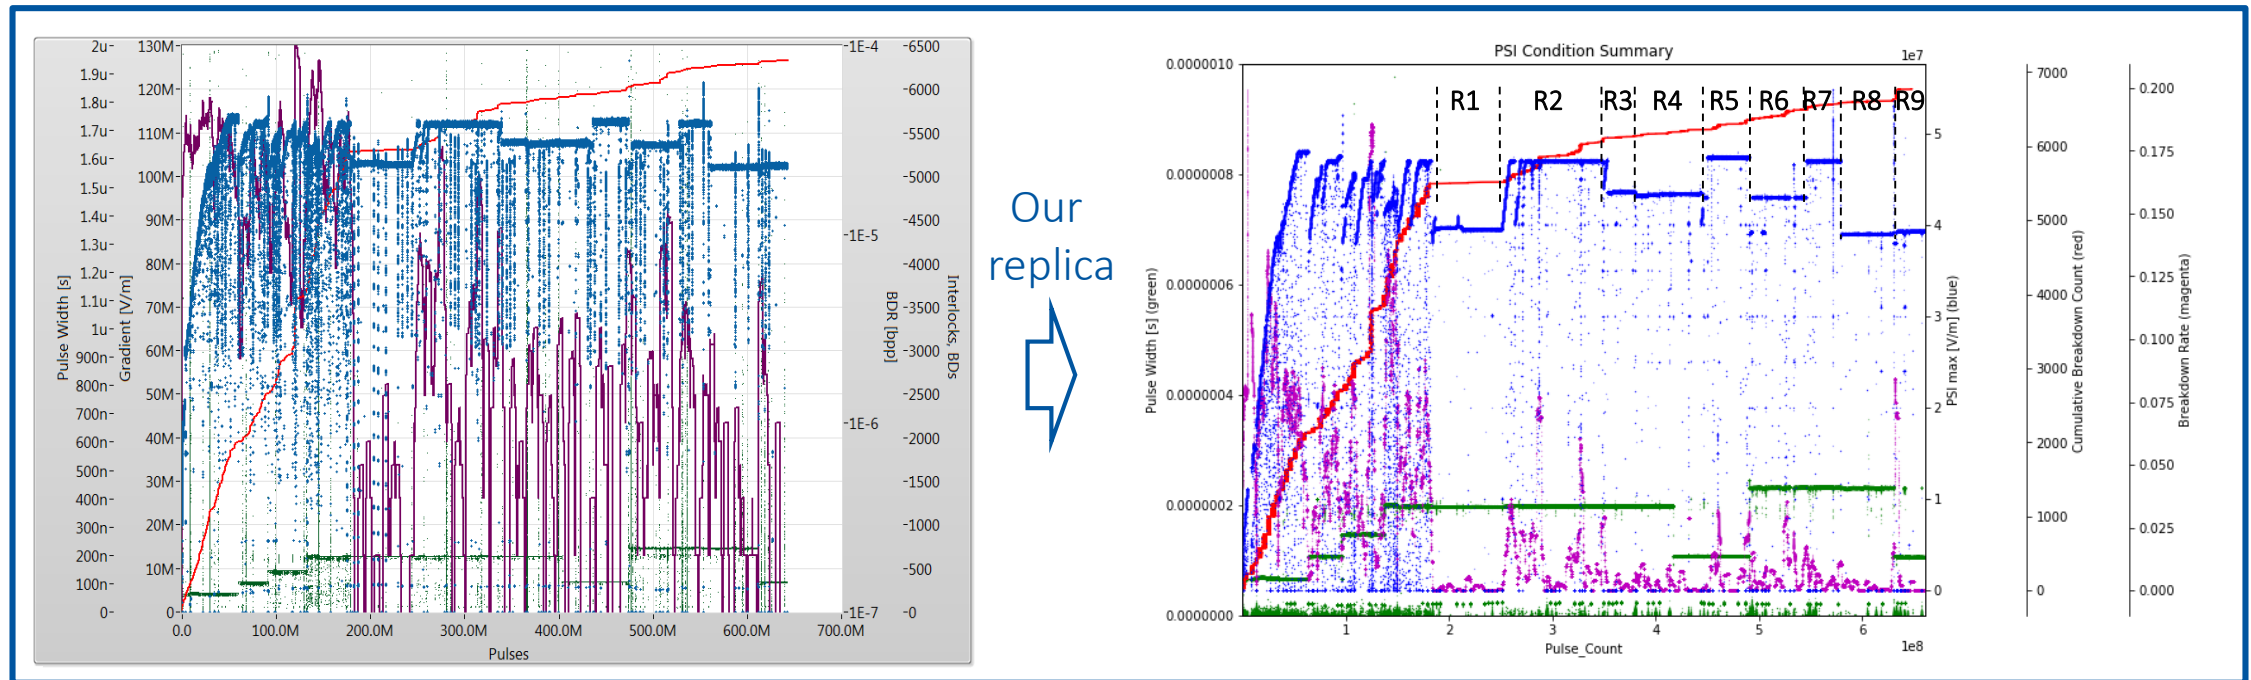 2u
1.9u
1.8u
1.7u
1.6u
1.5u
1.4u
1.3u
1.2u
1.1u
1u
900n
800n
700n
600n
500n
400n
300n
200n
100n
0
Pulse Width [s]
130M
120M
110M
100M
90M
80M
70M
60M
50M
40M
30M
20M
10M
0
Gradient [V/m]
1E-4
1E-5
1E-6
1E-7
BDR [bpp]
6500
6000
5500
5000
4500
4000
3500
3000
2500
2000
1500
1000
500
0
Interlocks, BDs
0.0 100.0M 200.0M 300.0M 400.0M 500.0M 600.0M 700.0M
Pulses
Our
replica
PSI Condition Summary
1e7
R1 R2 R3 R4 R5 R6 R7 R8 R9
0.0000010
0.0000008
0.0000006
0.0000004
0.0000002
0.0000000
Pulse Width [s] (green)
5
4
3
2
1
0
PSI max [V/m] (blue)
7000
6000
5000
4000
3000
2000
1000
0
Cumulative Breakdown Count (red)
0.200
0.175
0.150
0.125
0.100
0.075
0.050
0.025
0.000
Breakdown Rate (magenta)
1 2 3 4 5 6
1e8
Pulse_Count